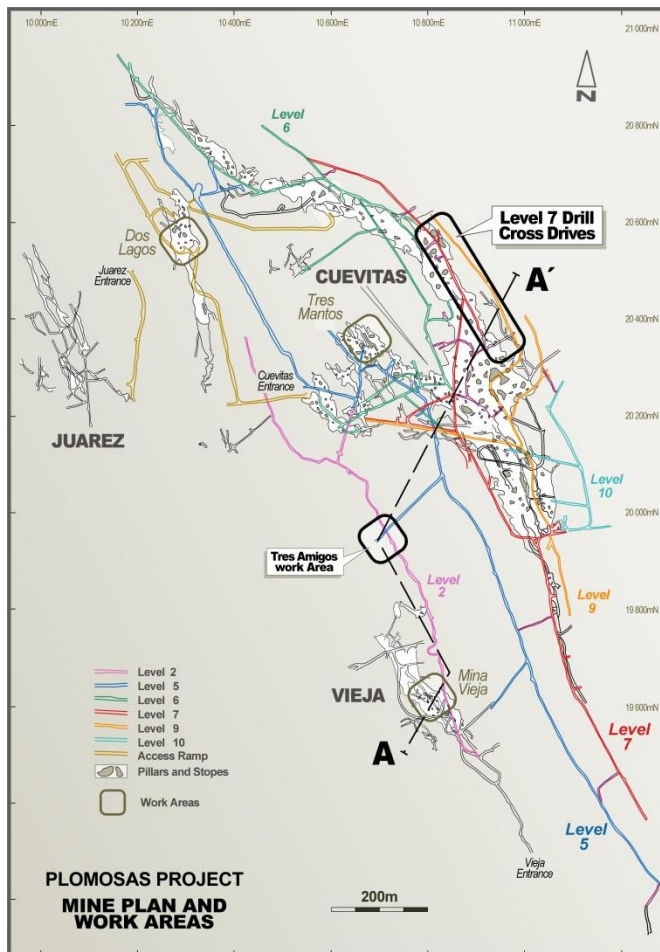 10 000mE
10 200mE
10 400mE
10 600mE
10 800mE
11 000mE
21 000mN
N
Level
6
20 800mN
Level 7 Drill
Cross Drives
20 600mN
Dos
Lagos
Juarez
Entrance
CUEVITAS
A´
Tres
Mantos
20 400mN
Cuevitas
Entrance
JUAREZ
20 200mN
Level
10
20 000mN
Tres Amigos
work Area
Level
2
Level
9
19 800mN
Mina
Vieja
VIEJA
19 600mN
A
Level
7
Level
5
Vieja
Entrance
Level 2
Level 5
Level 6
Level 7
Level 9
Level 10
Access Ramp
Pillars and Stopes
Work Areas
PLOMOSAS PROJECT
MINE PLAN AND
WORK AREAS
200m